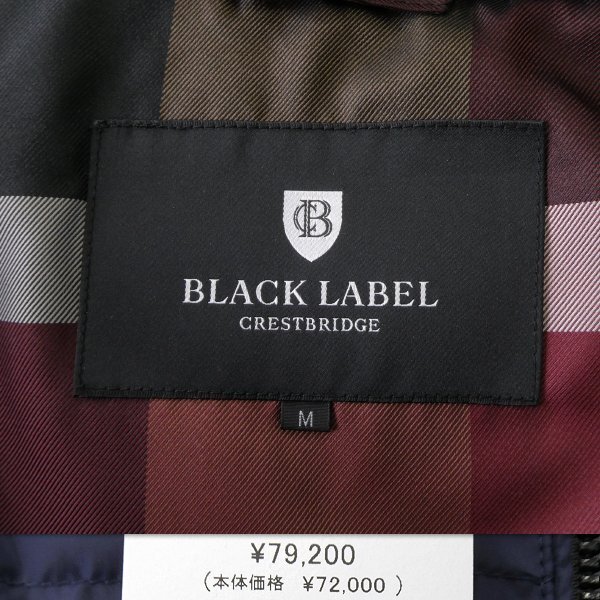 CB
BLACK LABEL
CRESTBRIDGE
M
¥79,200
(本体価格 ¥72,000 )